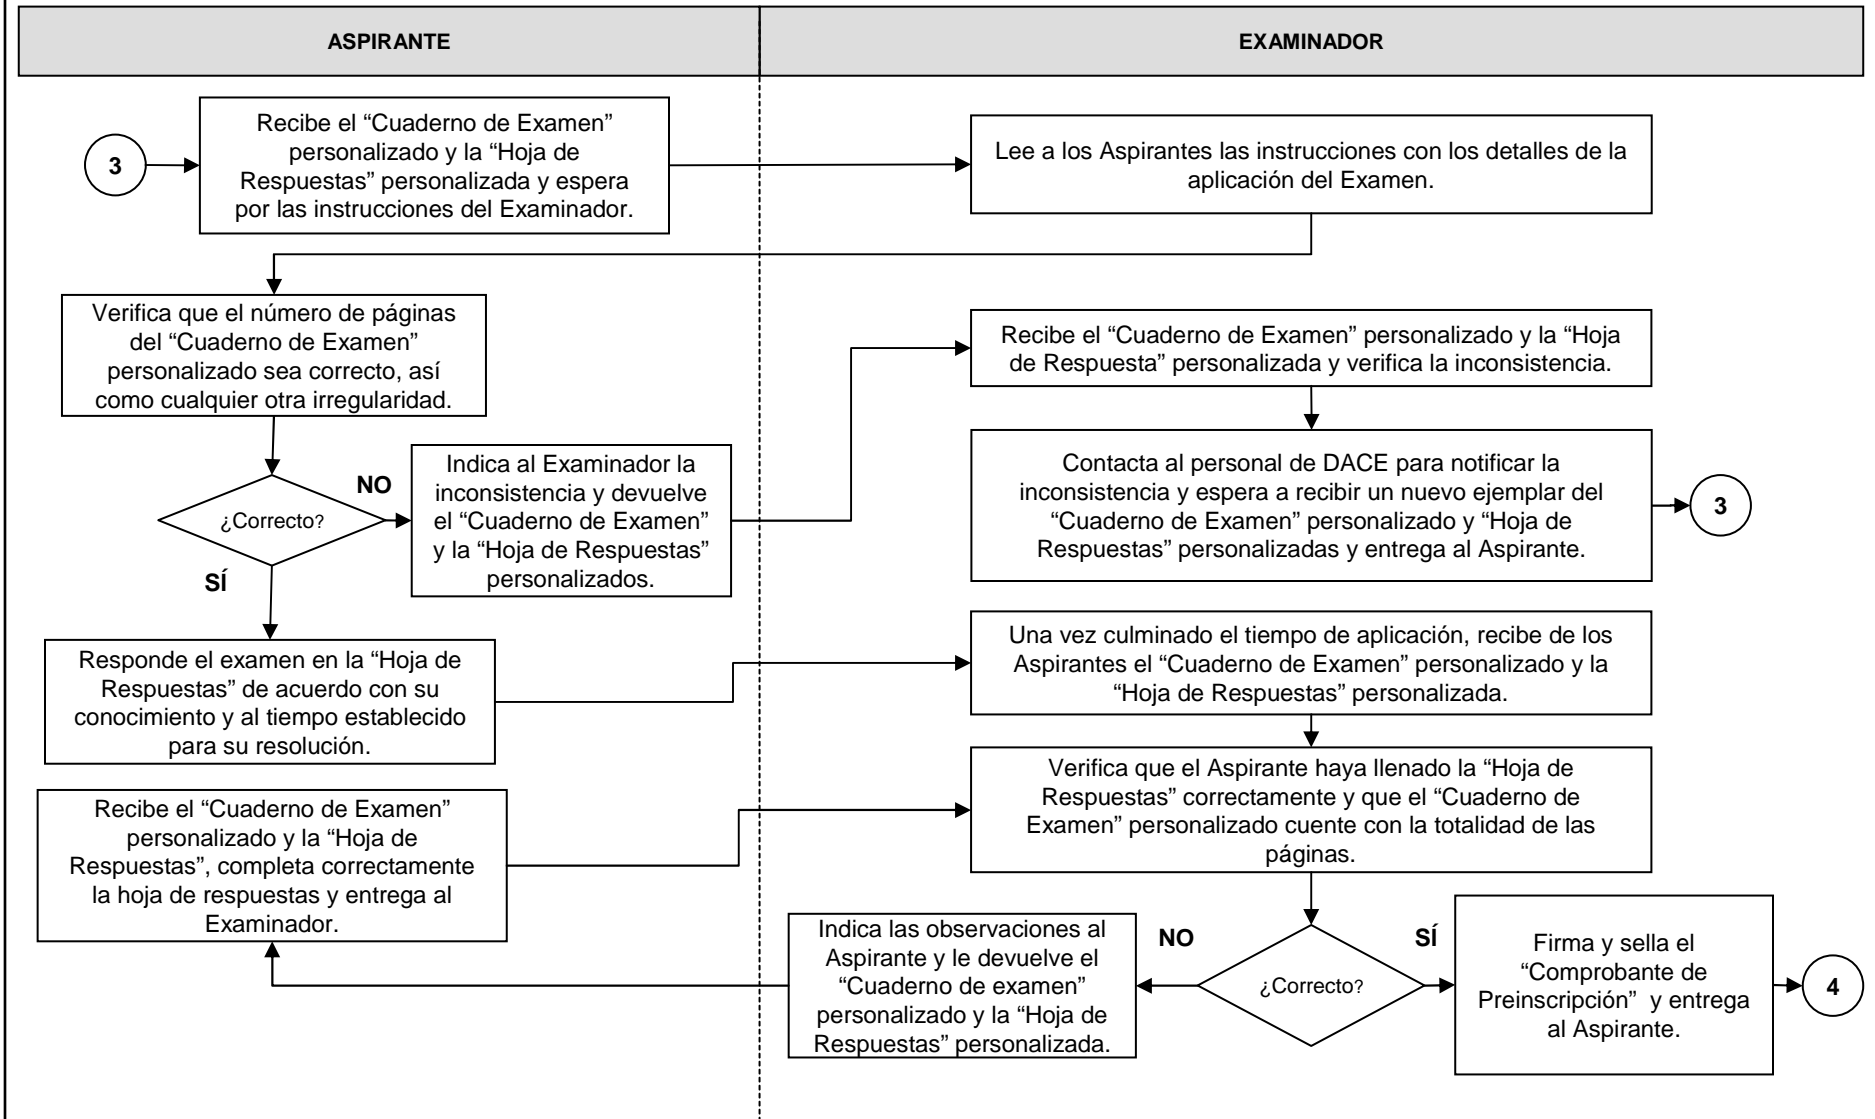 ASPIRANTE
EXAMINADOR
3
Recibe el “Cuaderno de Examen”
personalizado y la “Hoja de
Respuestas” personalizada y espera
por las instrucciones del Examinador.
Lee a los Aspirantes las instrucciones con los detalles de la
aplicación del Examen.
Verifica que el número de páginas
del “Cuaderno de Examen”
personalizado sea correcto, así
como cualquier otra irregularidad.
¿Correcto?
NO
SÍ
Indica al Examinador la
inconsistencia y devuelve
el “Cuaderno de Examen”
y la “Hoja de Respuestas”
personalizados.
Recibe el “Cuaderno de Examen” personalizado y la “Hoja
de Respuesta” personalizada y verifica la inconsistencia.
Contacta al personal de DACE para notificar la
inconsistencia y espera a recibir un nuevo ejemplar del
“Cuaderno de Examen” personalizado y “Hoja de
Respuestas” personalizadas y entrega al Aspirante.
3
Responde el examen en la “Hoja de
Respuestas” de acuerdo con su
conocimiento y al tiempo establecido
para su resolución.
Una vez culminado el tiempo de aplicación, recibe de los
Aspirantes el “Cuaderno de Examen” personalizado y la
“Hoja de Respuestas” personalizada.
Verifica que el Aspirante haya llenado la “Hoja de
Respuestas” correctamente y que el “Cuaderno de
Examen” personalizado cuente con la totalidad de las
páginas.
Recibe el “Cuaderno de Examen”
personalizado y la “Hoja de
Respuestas”, completa correctamente
la hoja de respuestas y entrega al
Examinador.
Indica las observaciones al
Aspirante y le devuelve el
“Cuaderno de examen”
personalizado y la “Hoja de
Respuestas” personalizada.
NO
¿Correcto?
SÍ
Firma y sella el
“Comprobante de
Preinscripción” y entrega
al Aspirante.
4